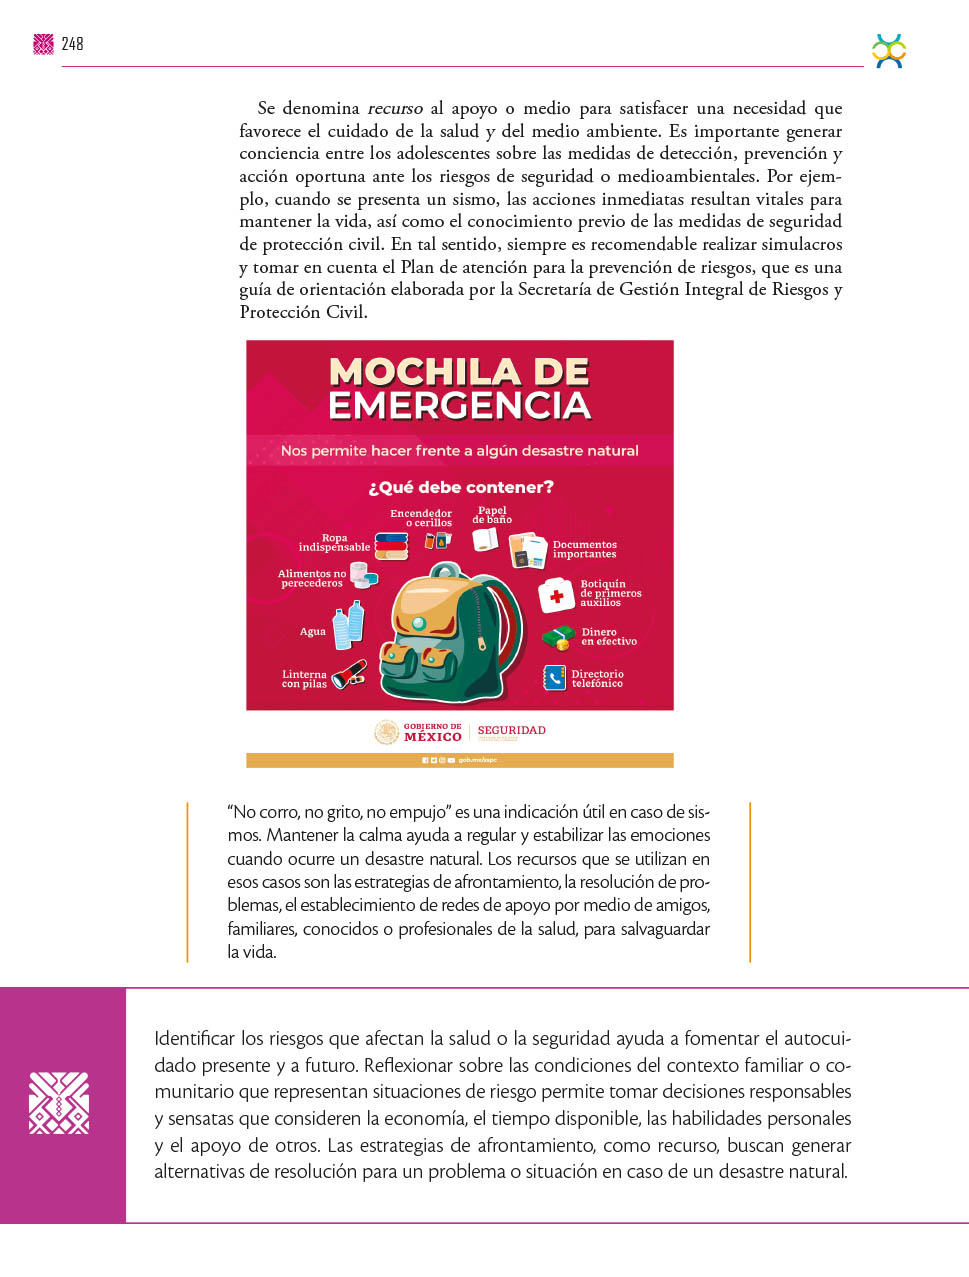 248
Se denomina recurso al apoyo o medio para satisfacer una necesidad que
favorece el cuidado de la salud y del medio ambiente. Es importante generar
conciencia entre los adolescentes sobre las medidas de detección, prevención y
acción oportuna ante los riesgos de seguridad o medioambientales. Por ejem-
plo, cuando se presenta un sismo, las acciones inmediatas resultan vitales para
mantener la vida, así como el conocimiento previo de las medidas de seguridad
de protección civil. En tal sentido, siempre es recomendable realizar simulacros
y tomar en cuenta el Plan de atención para la prevención de riesgos, que es una
guía de orientación elaborada por la Secretaría de Gestión Integral de Riesgos y
Protección Civil.
MOCHILA DE
EMERGENCIA
Nos permite hacer frente a algún desastre natural
¿Qué debe contener?
Encendedor
o cerillos
Papel
de baño
Ropa
indispensable
Documentos
importantes
Alimentos no
perecederos
Botiquín
de primeros
auxilios
Agua
Dinero
en efectivo
Linterna
con pilas
Directorio
telefónico
GOBIERNO DE
MÉXICO
SEGURIDAD
gob.mx/sspc
“No corro, no grito, no empujo” es una indicación útil en caso de sis-
mos. Mantener la calma ayuda a regular y estabilizar las emociones
cuando ocurre un desastre natural. Los recursos que se utilizan en
esos casos son las estrategias de afrontamiento, la resolución de pro-
blemas, el establecimiento de redes de apoyo por medio de amigos,
familiares, conocidos o profesionales de la salud, para salvaguardar
la vida.
Identificar los riesgos que afectan la salud o la seguridad ayuda a fomentar el autocui-
dado presente y a futuro. Reflexionar sobre las condiciones del contexto familiar o co-
munitario que representan situaciones de riesgo permite tomar decisiones responsables
y sensatas que consideren la economía, el tiempo disponible, las habilidades personales
y el apoyo de otros. Las estrategias de afrontamiento, como recurso, buscan generar
alternativas de resolución para un problema o situación en caso de un desastre natural.